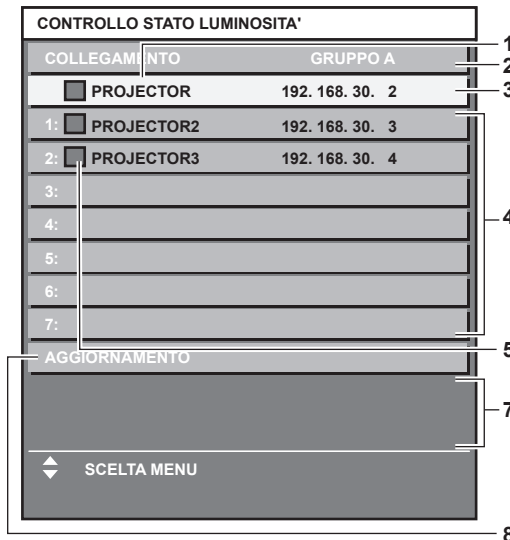 CONTROLLO STATO LUMINOSITA'
COLLEGAMENTO GRUPPO A
PROJECTOR 192. 168. 30. 2
1: PROJECTOR2 192. 168. 30. 3
2: PROJECTOR3 192. 168. 30. 4
3:
4:
5:
6:
7:
AGGIORNAMENTO
SCELTA MENU
1
2
3
4
5
7
8